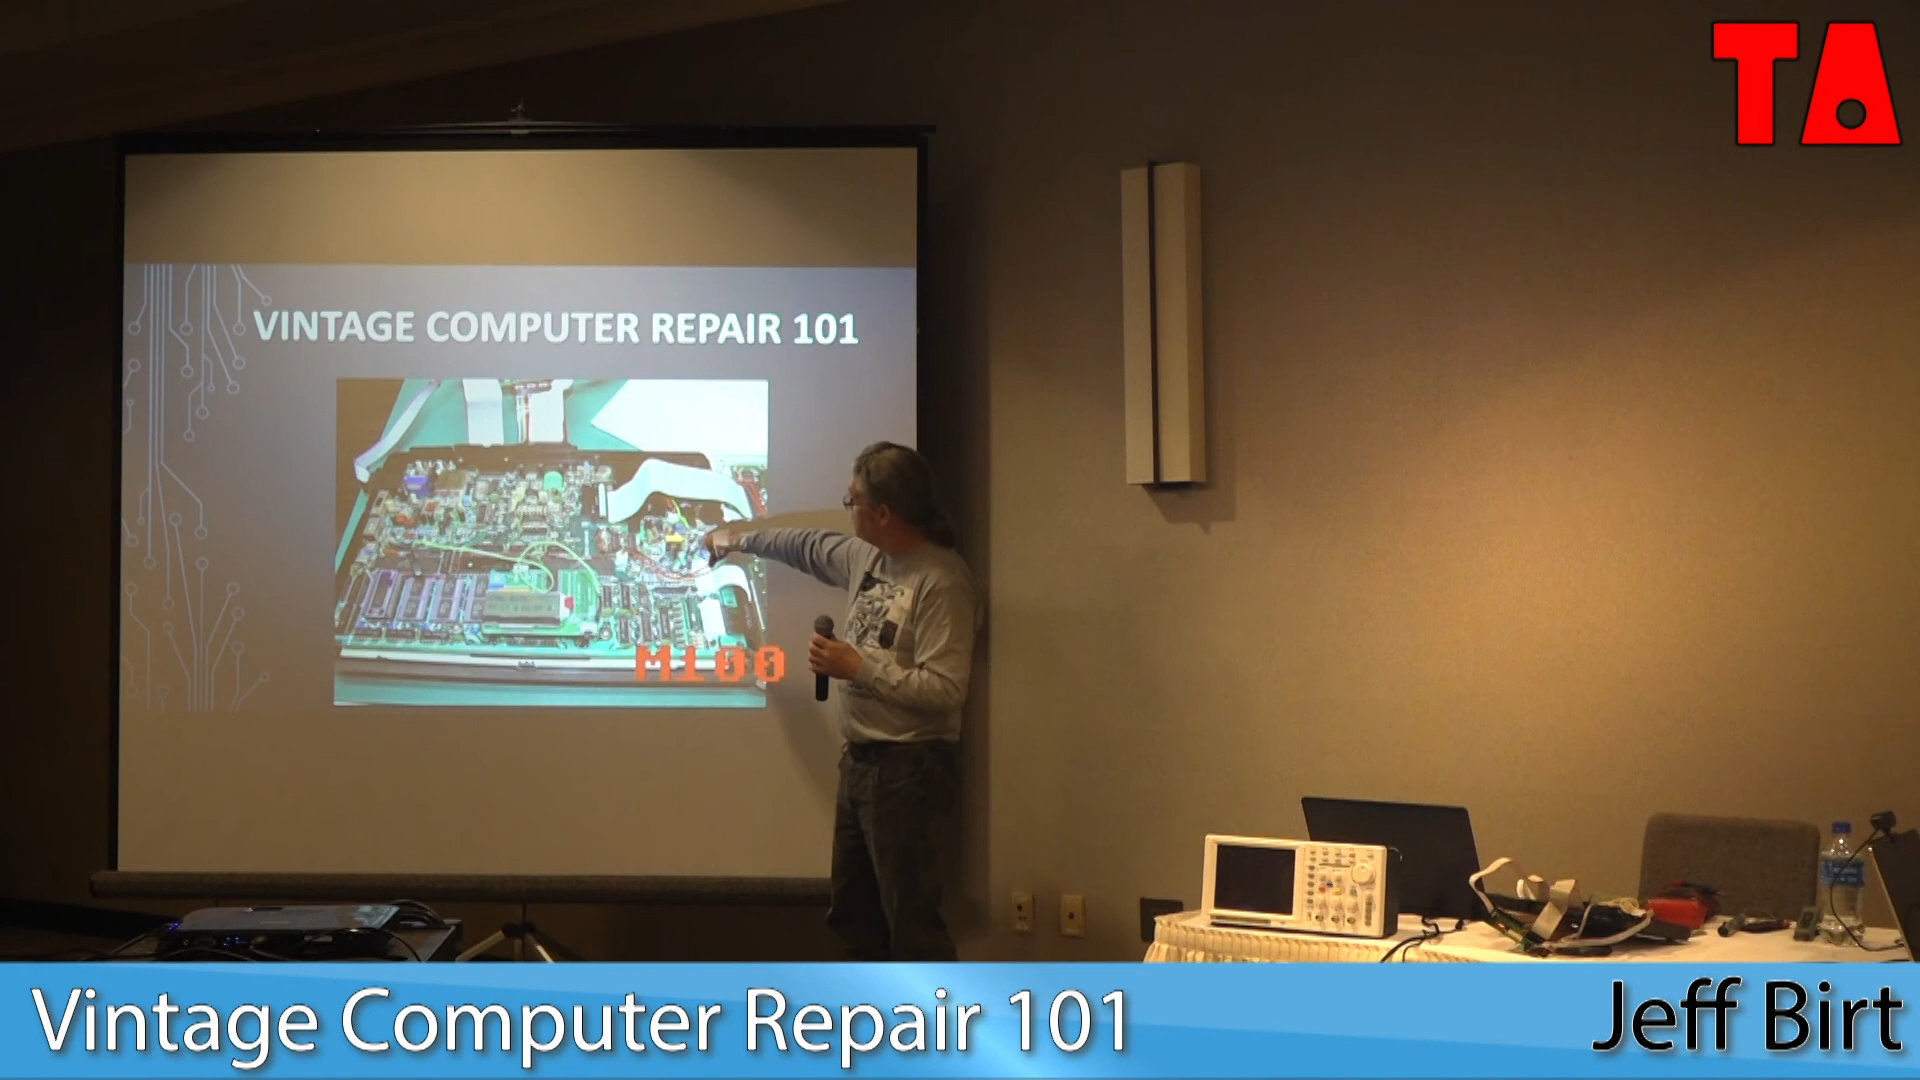 TA
VINTAGE COMPUTER REPAIR 101
M100
Vintage Computer Repair 101
Jeff Birt